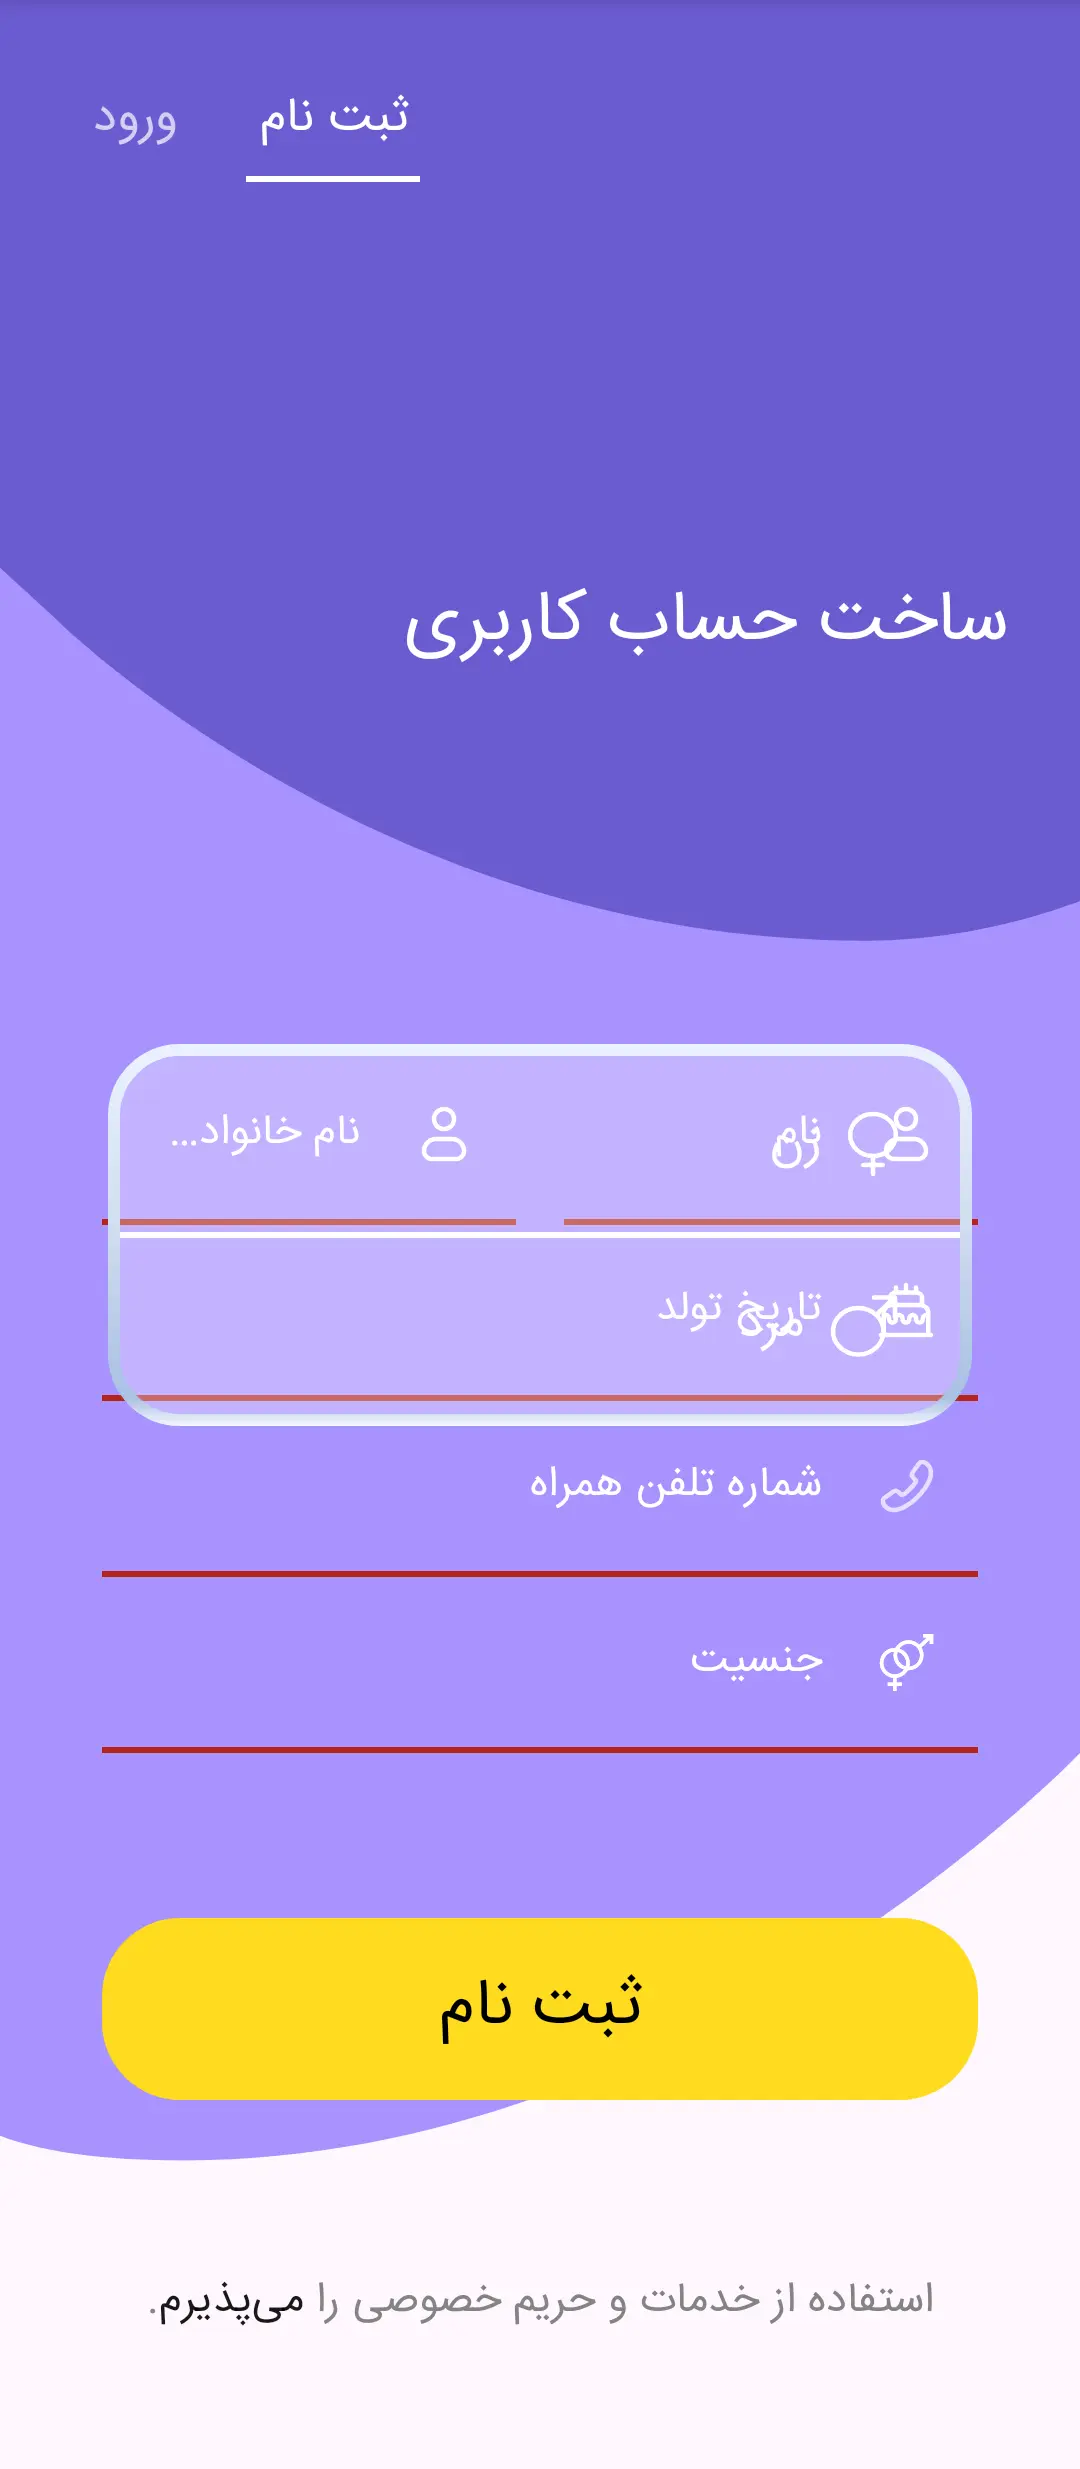 ثبت نام
ورود
ساخت حساب کاربری
نام
نام خانواد...
زن
تاریخ تولد
مرد
شماره تلفن همراه
جنسیت
ثبت نام
استفاده از خدمات و حریم خصوصی را می‌پذیرم.